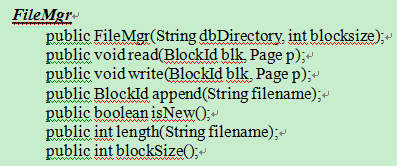 FileMgr
public FileMgr(String dbDirectory, int blocksize);
public void read(BlockId blk, Page p);
public void write(BlockId blk, Page p);
public BlockId append(String filename);
public boolean isNew();
public int length(String filename);
public int blockSize();